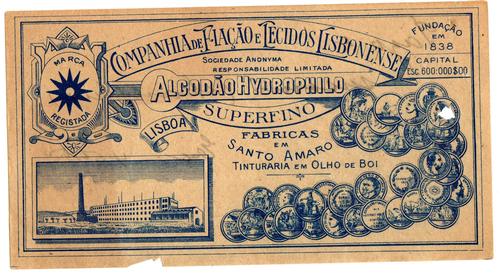 COMPANHIA DE FIAÇÃO E TECIDOS LISBONENSE
SOCIEDADE ANONYMA
RESPONSABILIDADE LIMITADA
FUNDAÇÃO
EM
1838
CAPITAL
ESC. 600:000$00
MARCA
REGISTADA
ALGODÃO HYDROPHILO
SUPERFINO
LISBOA
FABRICAS
EM
SANTO AMARO
TINTURARIA EM OLHO DE BOI